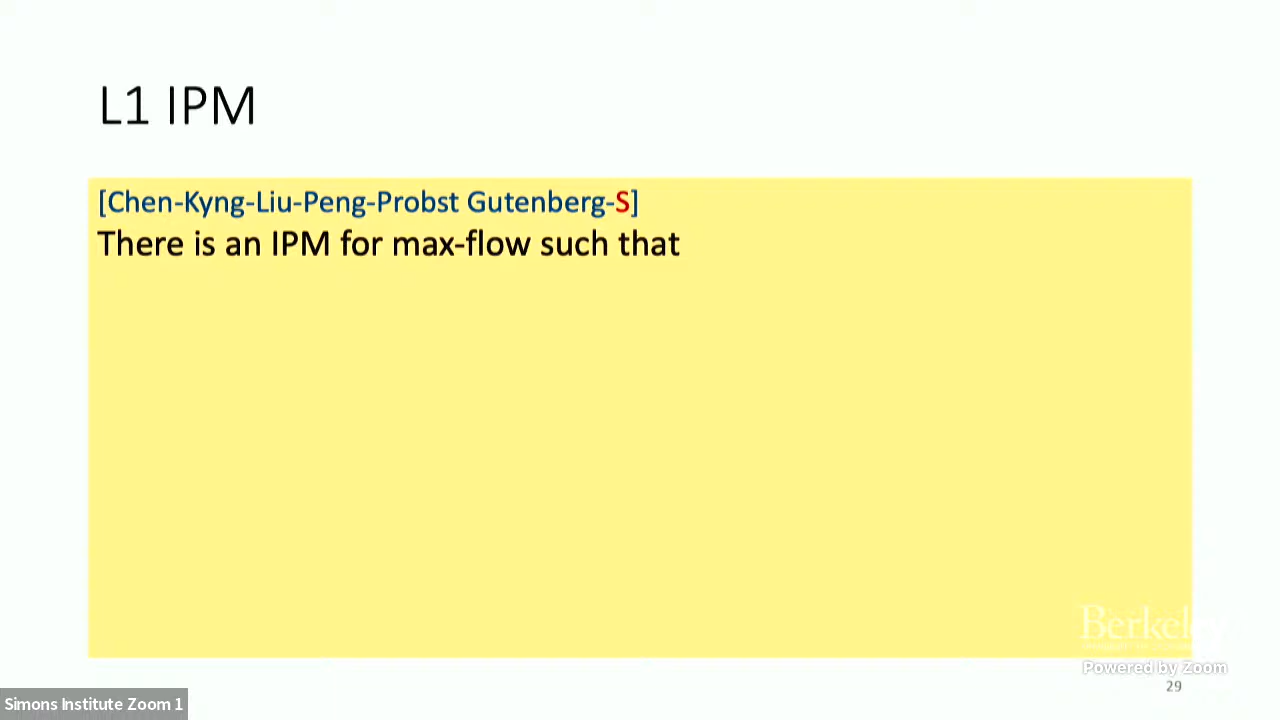 L1 IPM
[Chen-Kyng-Liu-Peng-Probst Gutenberg-S]
There is an IPM for max-flow such that
Berkeley
Powered by Zoom
29
Simons Institute Zoom 1